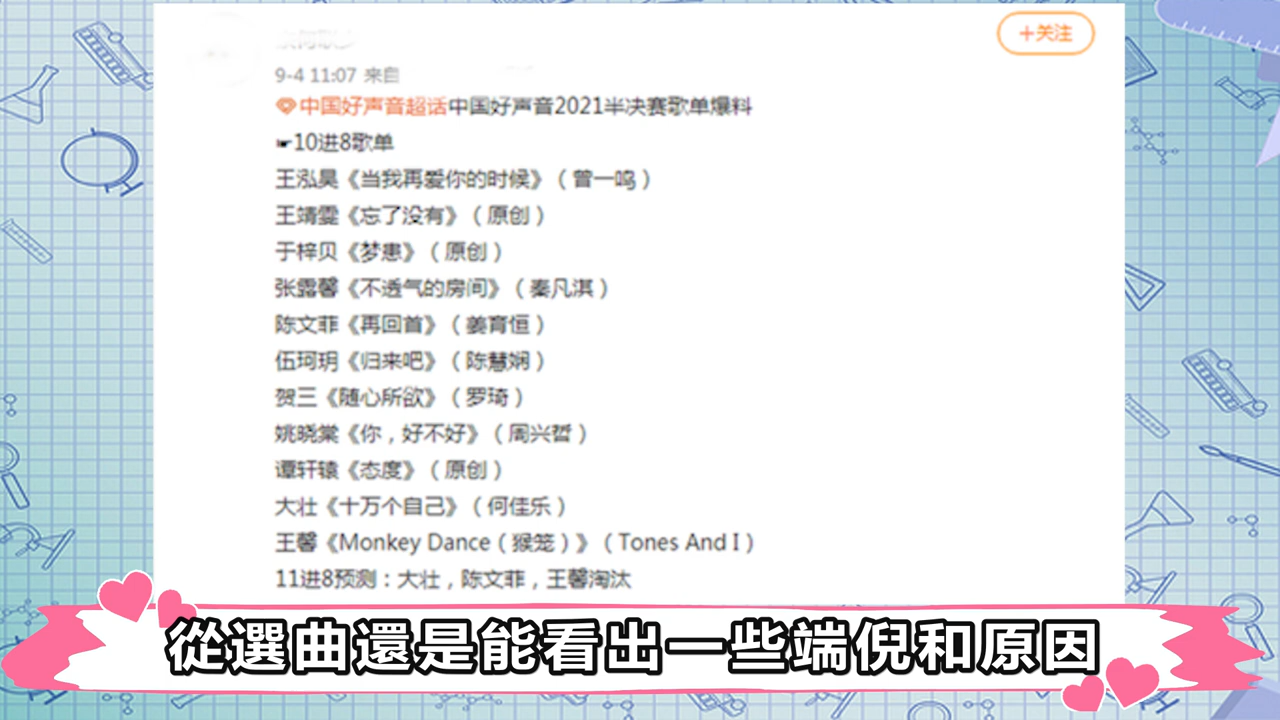 +关注
9-4 11:07 来自
中国好声音超话中国好声音2021半决赛歌单爆料
☛10进8歌单
王泓昊《当我再爱你的时候》（曾一鸣）
王靖雯《忘了没有》（原创）
于梓贝《梦患》（原创）
张露馨《不透气的房间》（秦凡淇）
陈文菲《再回首》（姜育恒）
伍珂玥《归来吧》（陈慧娴）
贺三《随心所欲》（罗琦）
姚晓棠《你，好不好》（周兴哲）
谭轩辕《态度》（原创）
大壮《十万个自己》（何佳乐）
王馨《Monkey Dance（猴笼）》（Tones And I）
11进8预测：大壮，陈文菲，王馨淘汰
從選曲還是能看出一些端倪和原因